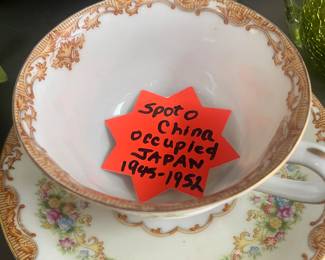 Spoto
China
occupied
JAPAN
1945-1952